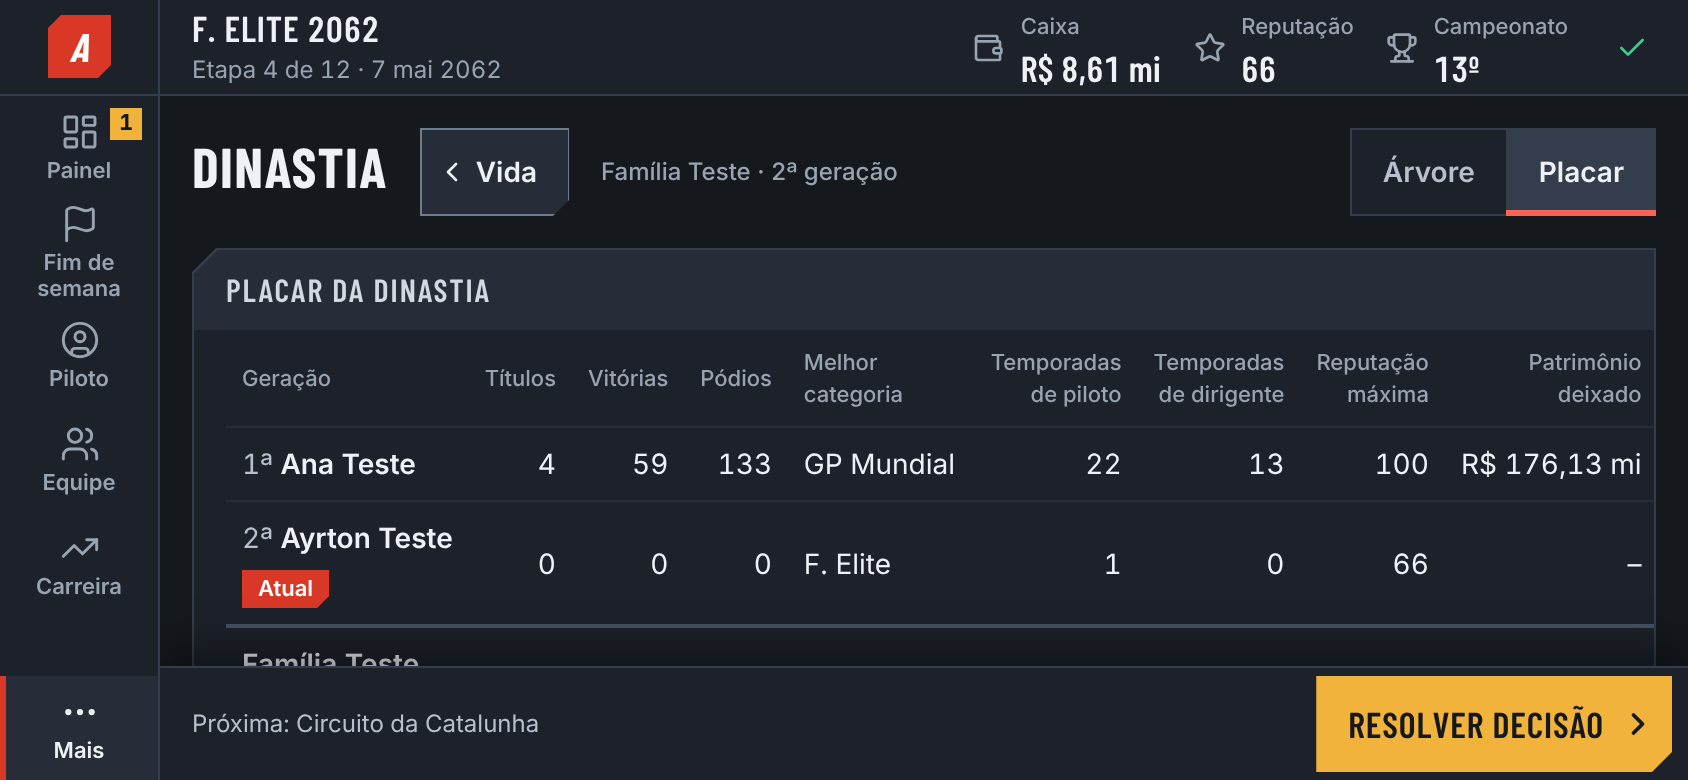 A
F. ELITE 2062
Etapa 4 de 12 · 7 mai 2062
Caixa
R$ 8,61 mi
Reputação
66
Campeonato
13º
1
Painel
Fim de
semana
Piloto
Equipe
Carreira
Mais
DINASTIA
Vida
Família Teste · 2ª geração
Árvore
Placar
PLACAR DA DINASTIA
Geração Títulos Vitórias Pódios Melhor categoria Temporadas de piloto Temporadas de dirigente Reputação máxima Patrimônio deixado
1ª Ana Teste 4 59 133 GP Mundial 22 13 100 R$ 176,13 mi
2ª Ayrton Teste 0 0 0 F. Elite 1 0 66 –
Atual
Família Teste
Próxima: Circuito da Catalunha
RESOLVER DECISÃO